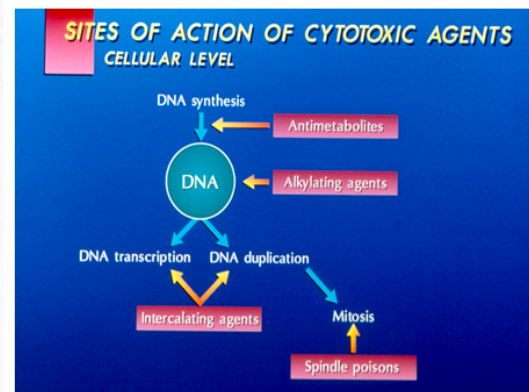 SITES OF ACTION OF CYTOTOXIC AGENTS
CELLULAR LEVEL
DNA synthesis
Antimetabolites
DNA
Alkylating agents
DNA transcription
DNA duplication
Intercalating agents
Mitosis
Spindle poisons